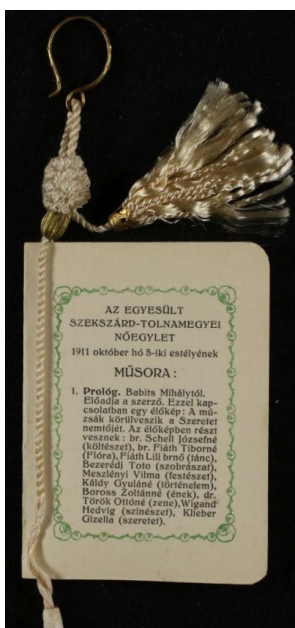 AZ EGYESÜLT
SZEKSZÁRD-TOLNAMEGYEI
NŐEGYLET
1911 október hó 5-iki estélyének
MŰSORA :
1. Prológ. Babits Mihálytól.
Előadja a szerző. Ezzel kap-
csolatban egy élőkép : A mú-
zsák körülveszik a Szeretet
nemtőjét. Az élőképben részt
vesznek : br. Schell Józsefné
(költészet), br. Fiáth Tiborné
(Flóra), Fiáth Lili brnő (tánc),
Bezerédj Toto (szobrászat),
Meszlényi Vilma (festészet),
Káldy Gyuláné (történelem),
Boross Zoltánné (ének), dr.
Török Ottóné (zene), Wigand
Hedvig (szinészet), Klieber
Gizella (szeretet).